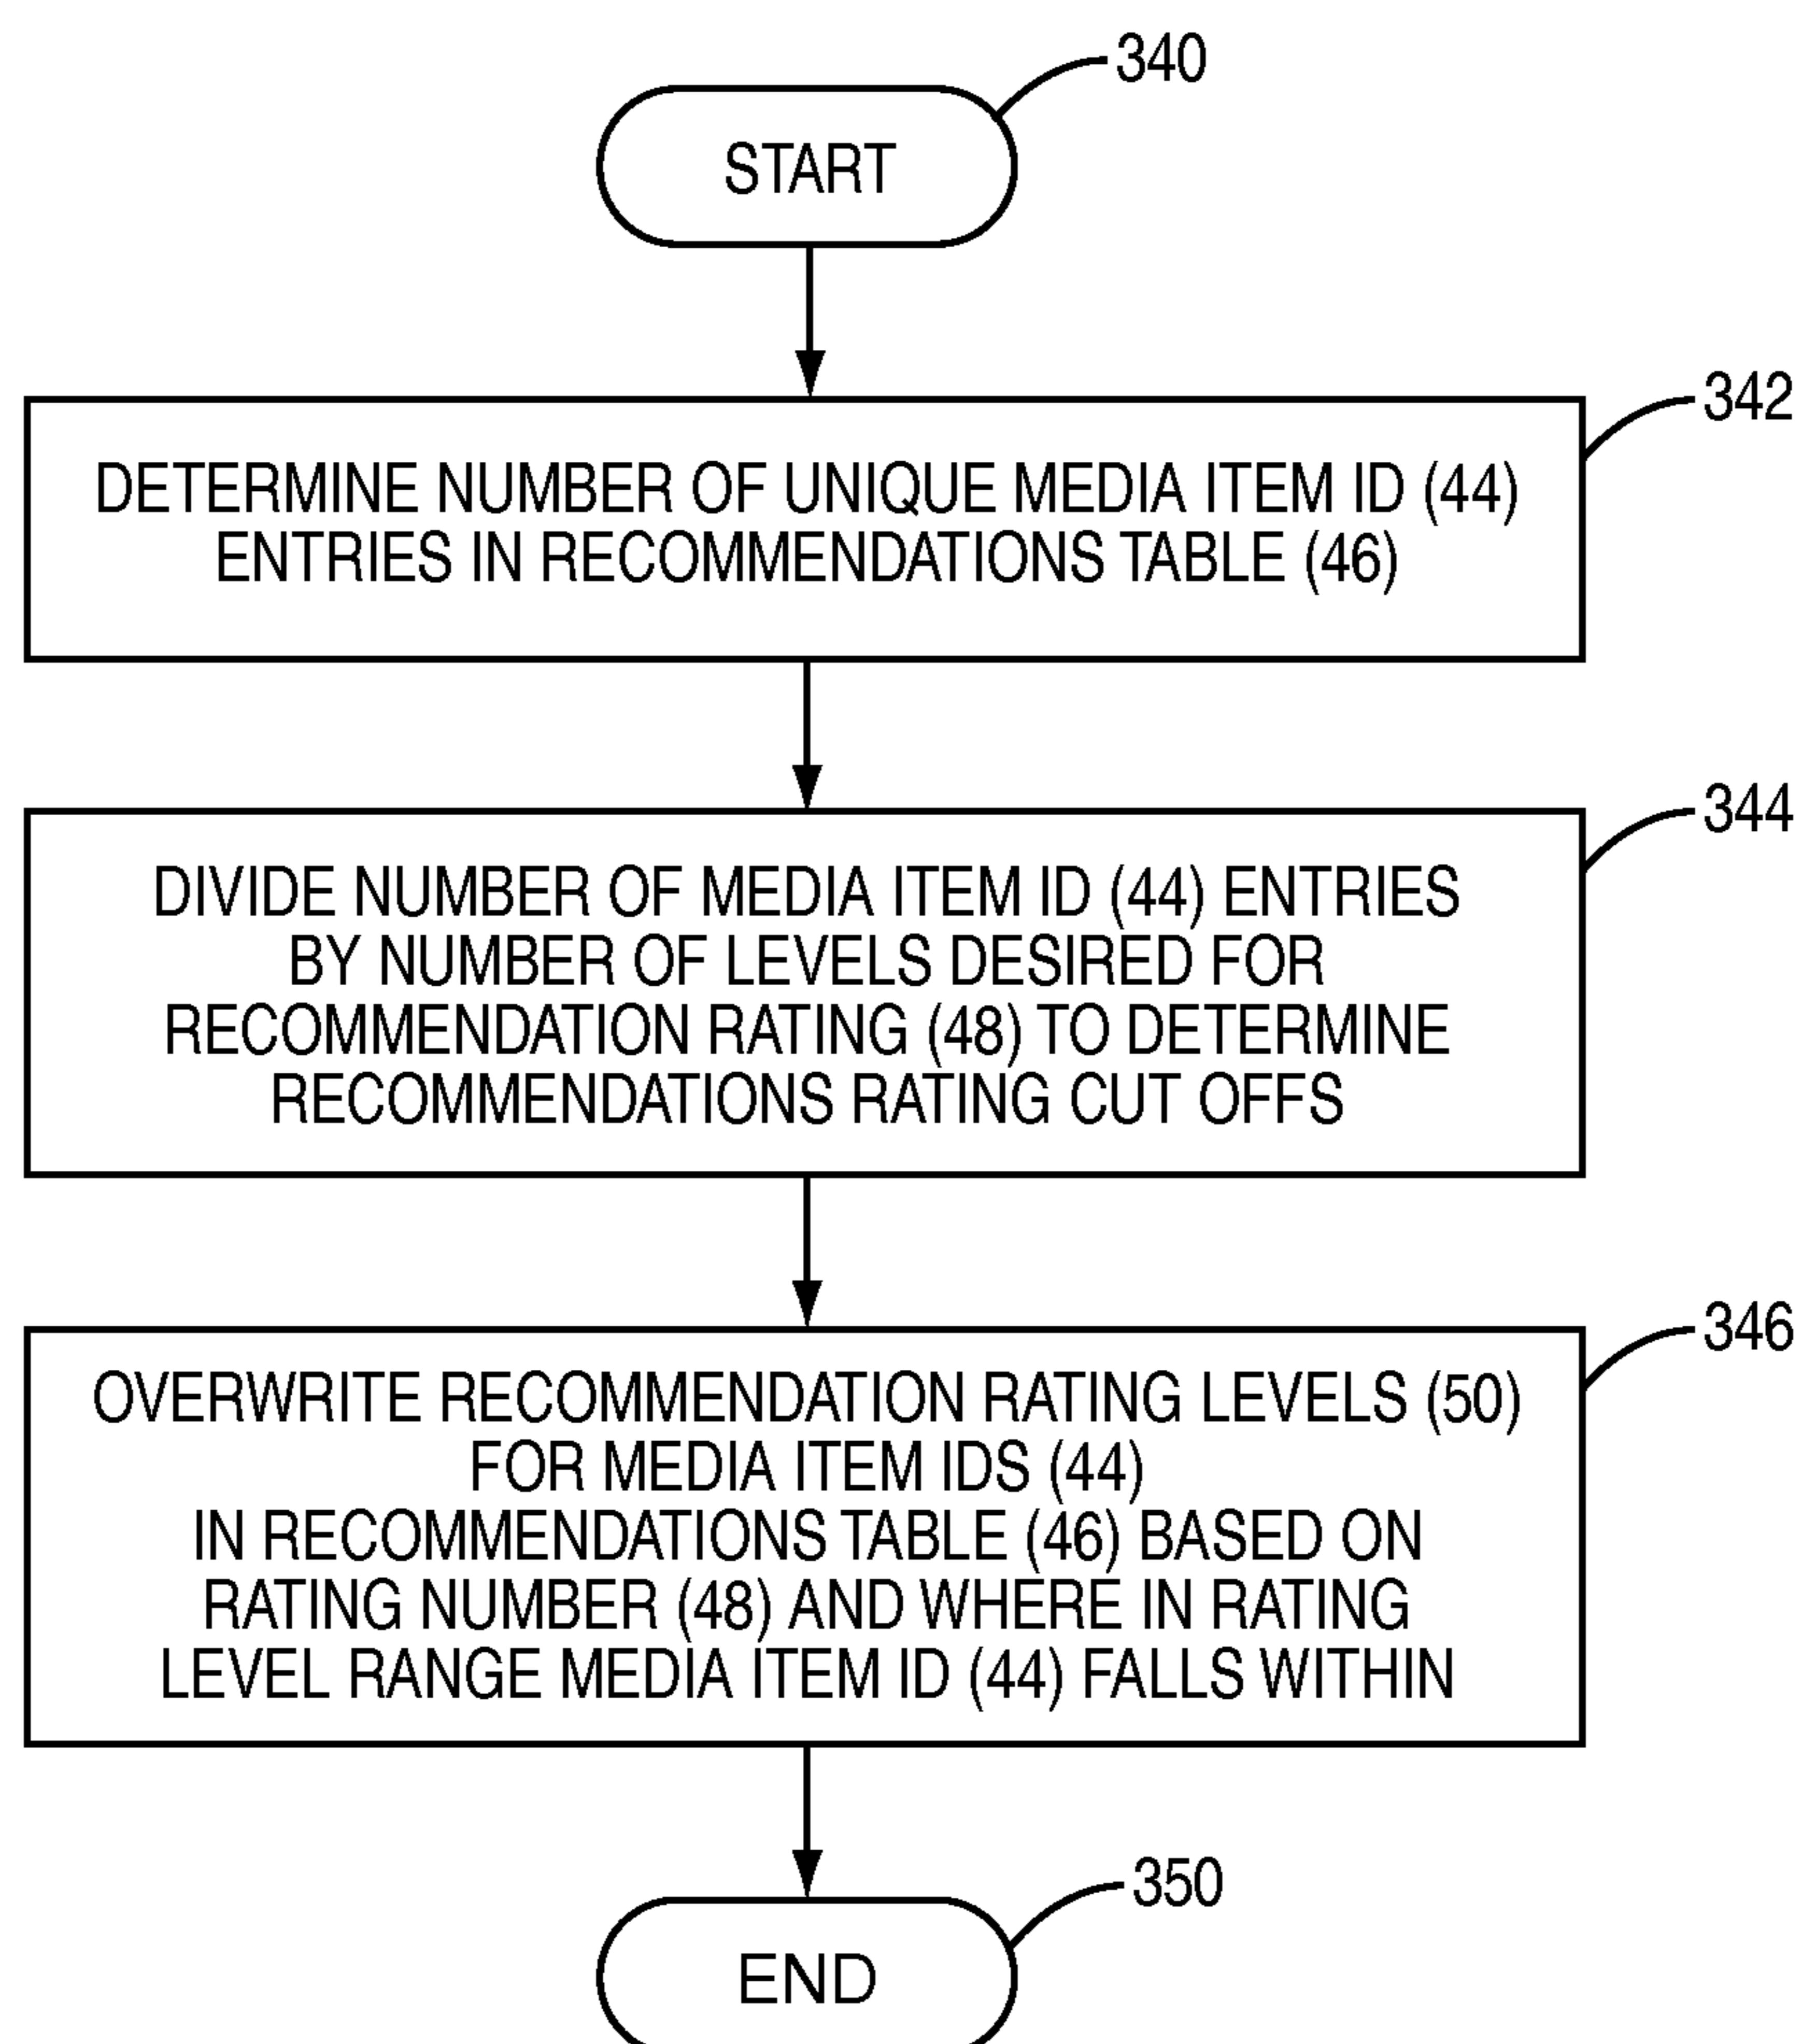 340
START
342
DETERMINE NUMBER OF UNIQUE MEDIA ITEM ID (44)
ENTRIES IN RECOMMENDATIONS TABLE (46)
344
DIVIDE NUMBER OF MEDIA ITEM ID (44) ENTRIES
BY NUMBER OF LEVELS DESIRED FOR
RECOMMENDATION RATING (48) TO DETERMINE
RECOMMENDATIONS RATING CUT OFFS
346
OVERWRITE RECOMMENDATION RATING LEVELS (50)
FOR MEDIA ITEM IDS (44)
IN RECOMMENDATIONS TABLE (46) BASED ON
RATING NUMBER (48) AND WHERE IN RATING
LEVEL RANGE MEDIA ITEM ID (44) FALLS WITHIN
350
END